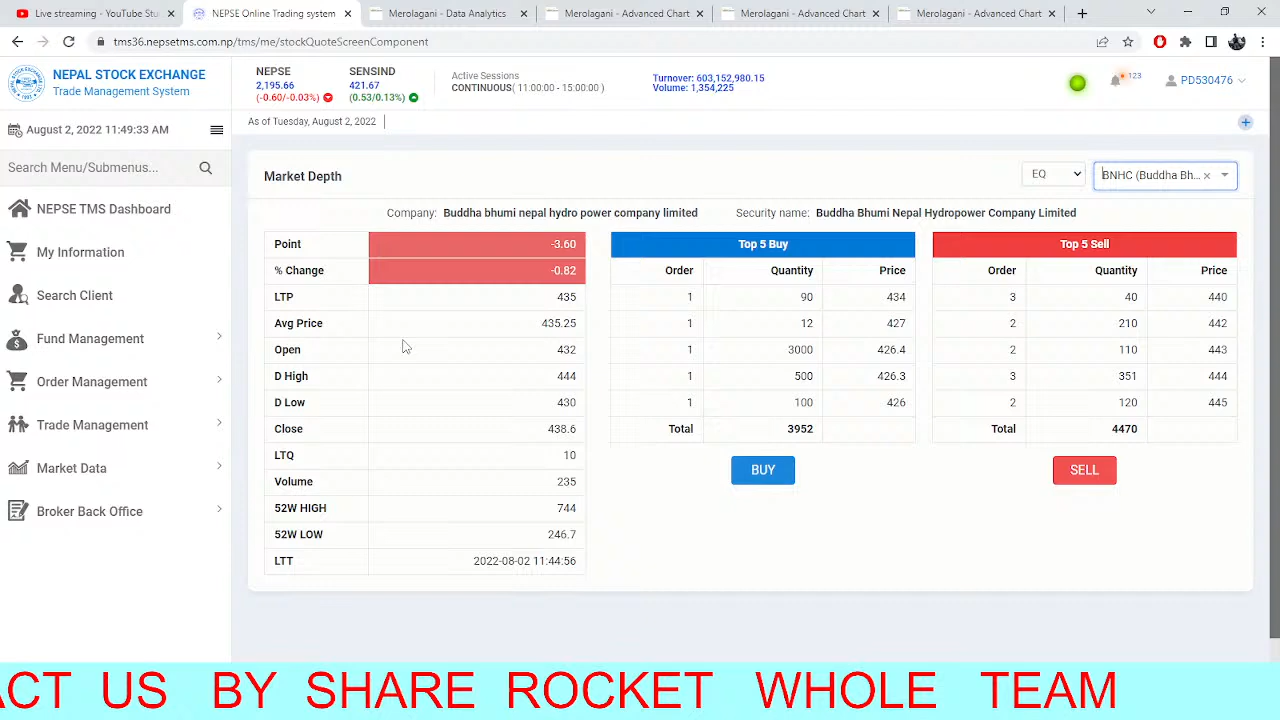 Live streaming - YouTube Stu
NEPSE Online Trading system
Merolagani - Data Analytics
Merolagani - Advanced Chart
Merolagani - Advanced Chart
Merolagani - Advanced Chart
tms36.nepsetms.com.np/tms/me/stockQuoteScreenComponent
NEPAL STOCK EXCHANGE
Trade Management System
NEPSE
2,195.66
(-0.60/-0.03%)
SENSIND
421.67
(0.53/0.13%)
Active Sessions
CONTINUOUS( 11:00:00 - 15:00:00 )
Turnover: 603,152,980.15
Volume: 1,354,225
123
PD530476
August 2, 2022 11:49:33 AM
As of Tuesday, August 2, 2022
Search Menu/Submenus...
NEPSE TMS Dashboard
My Information
Search Client
Fund Management
Order Management
Trade Management
Market Data
Broker Back Office
Market Depth
EQ
BNHC (Buddha Bh...
Company: Buddha bhumi nepal hydro power company limited
Security name: Buddha Bhumi Nepal Hydropower Company Limited
Point -3.60
% Change -0.82
LTP 435
Avg Price 435.25
Open 432
D High 444
D Low 430
Close 438.6
LTQ 10
Volume 235
52W HIGH 744
52W LOW 246.7
LTT 2022-08-02 11:44:56
Top 5 Buy
Order Quantity Price
1 90 434
1 12 427
1 3000 426.4
1 500 426.3
1 100 426
Total 3952
BUY
Top 5 Sell
Order Quantity Price
3 40 440
2 210 442
2 110 443
3 351 444
2 120 445
Total 4470
SELL
ACT US BY SHARE ROCKET WHOLE TEAM